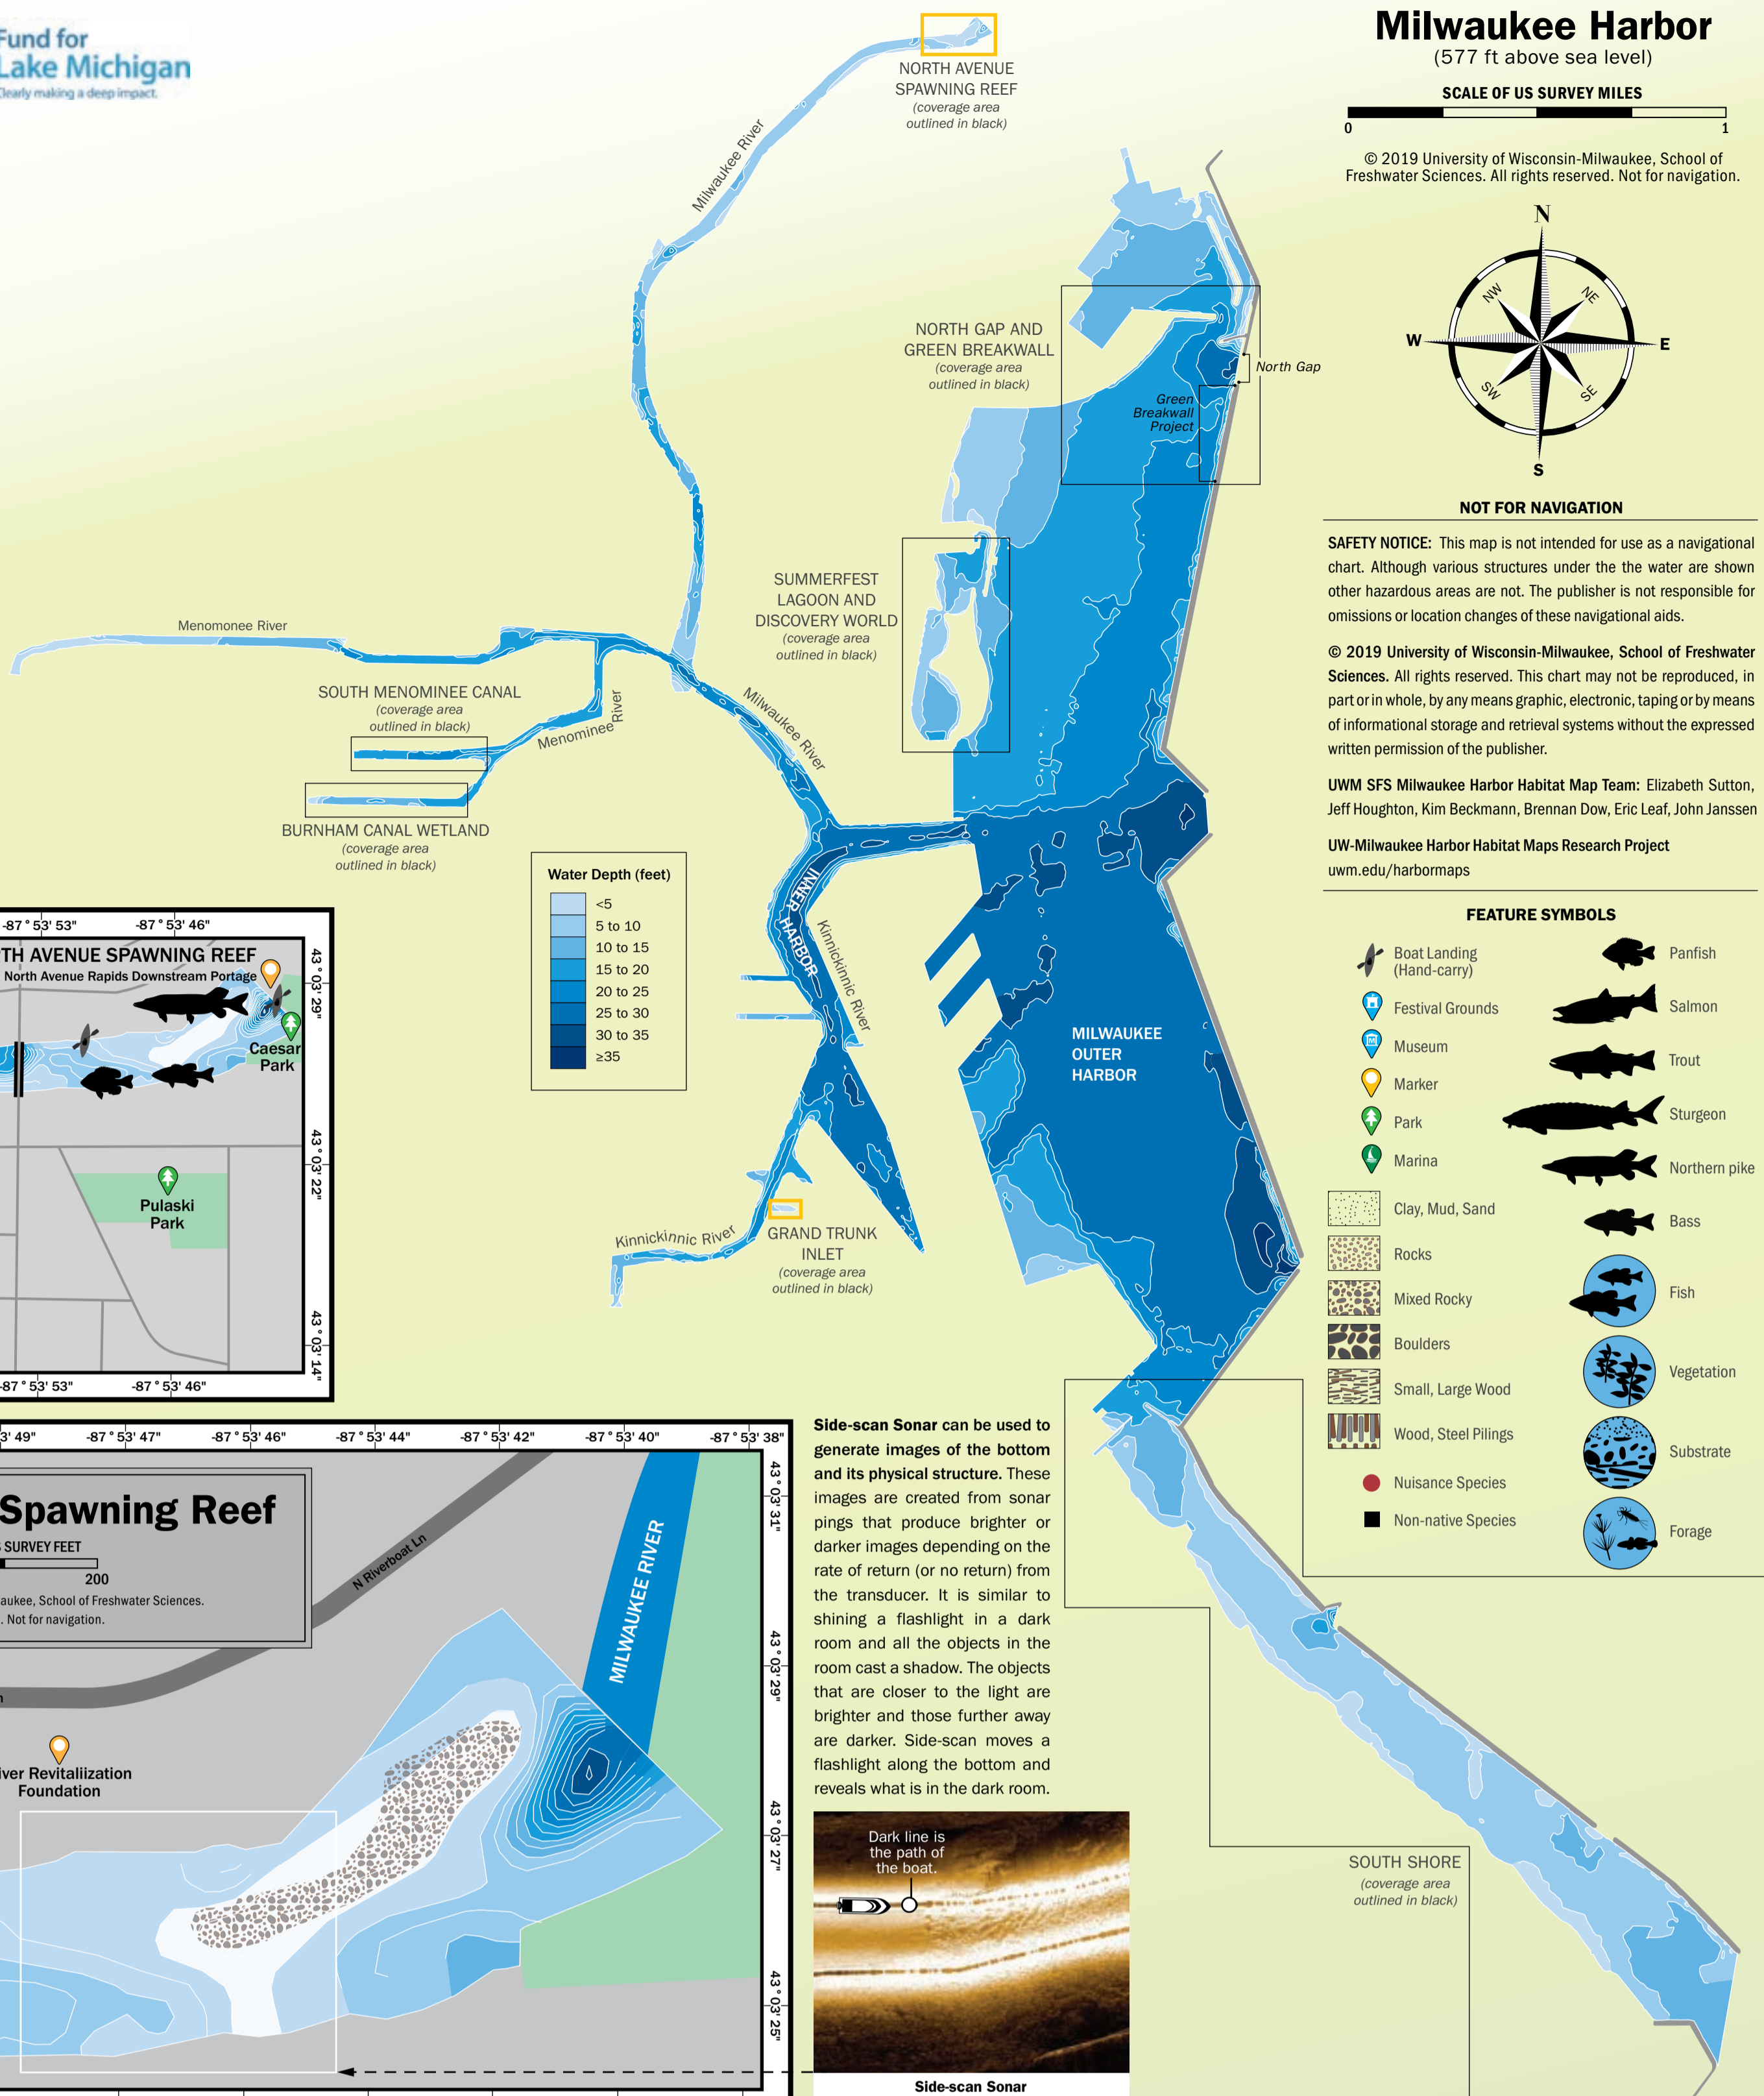 Fund for
Lake Michigan
Clearly making a deep impact.
NORTH AVENUE
SPAWNING REEF
(coverage area
outlined in black)
Milwaukee River
Milwaukee Harbor
(577 ft above sea level)
SCALE OF US SURVEY MILES
0 1
© 2019 University of Wisconsin-Milwaukee, School of
Freshwater Sciences. All rights reserved. Not for navigation.
N
NW NE
W E
SW SE
S
NORTH GAP AND
GREEN BREAKWALL
(coverage area
outlined in black)
North Gap
Green
Breakwall
Project
NOT FOR NAVIGATION
SAFETY NOTICE: This map is not intended for use as a navigational
chart. Although various structures under the the water are shown
other hazardous areas are not. The publisher is not responsible for
omissions or location changes of these navigational aids.
© 2019 University of Wisconsin-Milwaukee, School of Freshwater
Sciences. All rights reserved. This chart may not be reproduced, in
part or in whole, by any means graphic, electronic, taping or by means
of informational storage and retrieval systems without the expressed
written permission of the publisher.
UWM SFS Milwaukee Harbor Habitat Map Team: Elizabeth Sutton,
Jeff Houghton, Kim Beckmann, Brennan Dow, Eric Leaf, John Janssen
UW-Milwaukee Harbor Habitat Maps Research Project
uwm.edu/harbormaps
SUMMERFEST
LAGOON AND
DISCOVERY WORLD
(coverage area
outlined in black)
Menomonee River
SOUTH MENOMINEE CANAL
(coverage area
outlined in black)
Menominee River
Milwaukee River
BURNHAM CANAL WETLAND
(coverage area
outlined in black)
Water Depth (feet)
<5
5 to 10
10 to 15
15 to 20
20 to 25
25 to 30
30 to 35
≥35
INNER HARBOR
Kinnickinnic River
MILWAUKEE
OUTER
HARBOR
Kinnickinnic River
GRAND TRUNK
INLET
(coverage area
outlined in black)
FEATURE SYMBOLS
Boat Landing
(Hand-carry)
Festival Grounds
Museum
Marker
Park
Marina
Clay, Mud, Sand
Rocks
Mixed Rocky
Boulders
Small, Large Wood
Wood, Steel Pilings
Nuisance Species
Non-native Species
Panfish
Salmon
Trout
Sturgeon
Northern pike
Bass
Fish
Vegetation
Substrate
Forage
-87° 53' 53" -87° 53' 46"
TH AVENUE SPAWNING REEF
North Avenue Rapids Downstream Portage
43° 03' 29"
Caesar
Park
43° 03' 22"
Pulaski
Park
43° 03' 14"
-87° 53' 53" -87° 53' 46"
3' 49" -87° 53' 47" -87° 53' 46" -87° 53' 44" -87° 53' 42" -87° 53' 40" -87° 53' 38"
Spawning Reef
SURVEY FEET
200
aukee, School of Freshwater Sciences.
. Not for navigation.
N Riverboat Ln
MILWAUKEE RIVER
43° 03' 31"
43° 03' 29"
43° 03' 27"
43° 03' 25"
iver Revitaliization
Foundation
Side-scan Sonar can be used to
generate images of the bottom
and its physical structure. These
images are created from sonar
pings that produce brighter or
darker images depending on the
rate of return (or no return) from
the transducer. It is similar to
shining a flashlight in a dark
room and all the objects in the
room cast a shadow. The objects
that are closer to the light are
brighter and those further away
are darker. Side-scan moves a
flashlight along the bottom and
reveals what is in the dark room.
Dark line is
the path of
the boat.
Side-scan Sonar
SOUTH SHORE
(coverage area
outlined in black)